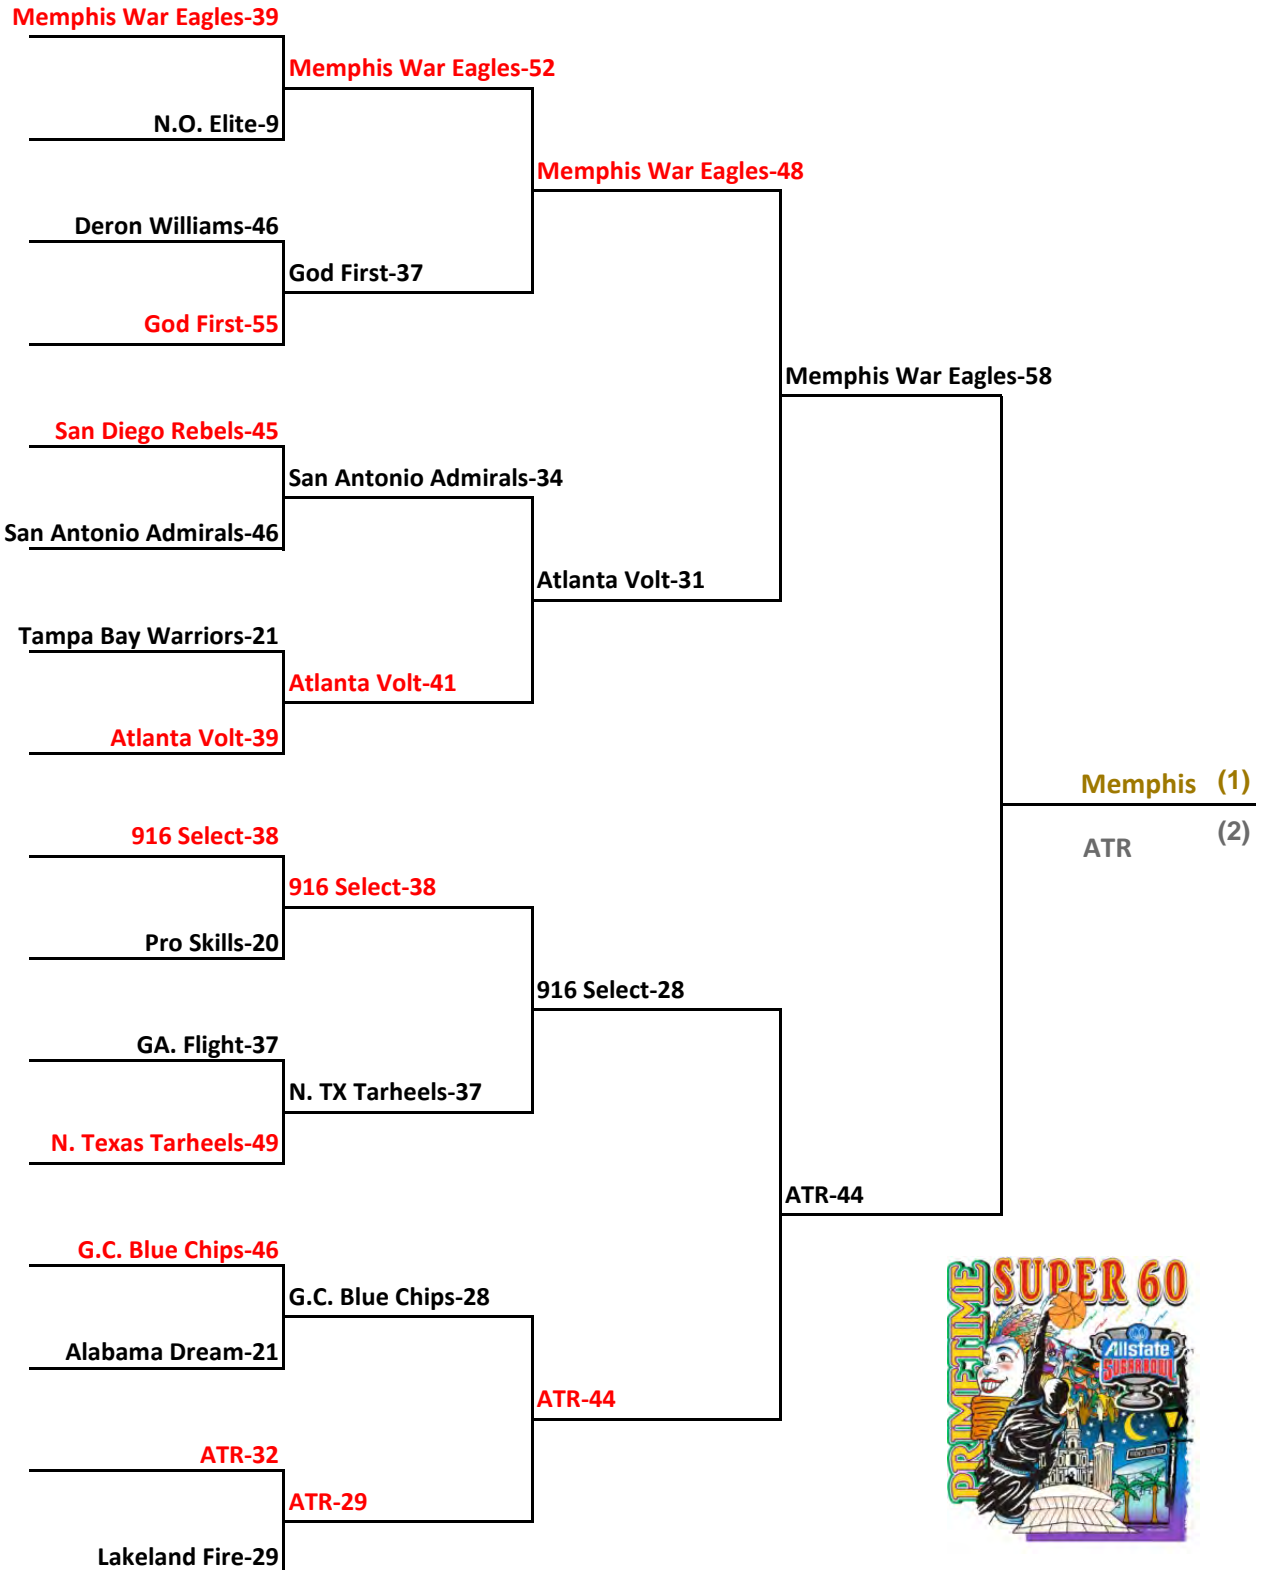 Memphis War Eagles-39
Memphis War Eagles-52
N.O. Elite-9
Memphis War Eagles-48
Deron Williams-46
God First-37
God First-55
Memphis War Eagles-58
San Diego Rebels-45
San Antonio Admirals-34
San Antonio Admirals-46
Atlanta Volt-31
Tampa Bay Warriors-21
Atlanta Volt-41
Atlanta Volt-39
Memphis (1)
ATR (2)
916 Select-38
916 Select-38
Pro Skills-20
916 Select-28
GA. Flight-37
N. TX Tarheels-37
N. Texas Tarheels-49
ATR-44
G.C. Blue Chips-46
G.C. Blue Chips-28
Alabama Dream-21
ATR-44
ATR-32
ATR-29
Lakeland Fire-29
PRIMETIME
SUPER 60
Allstate
SUGAR BOWL